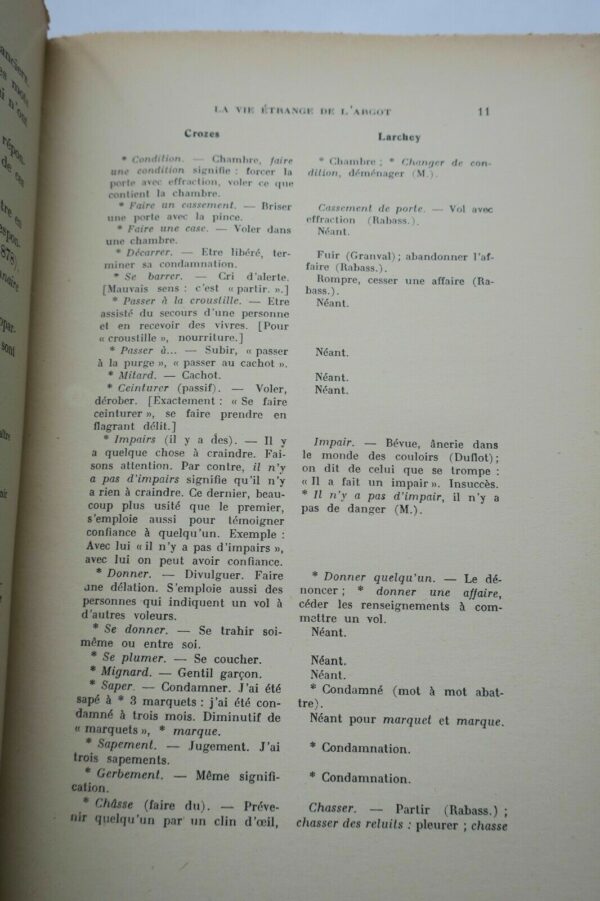 anciers.
es mots
i n'ont
répon-
de ces
tre en
espon-
878).
nnaire
appar-
sont
aître
nir
LA VIE ÉTRANGE DE L'ARGOT 11
Crozes
* Condition. — Chambre, faire
une condition signifie : forcer la
porte avec effraction, voler ce que
contient la chambre.
* Faire un cassement. — Briser
une porte avec la pince.
* Faire une case. — Voler dans
une chambre.
* Décarrer. — Etre libéré, ter-
miner sa condamnation.
* Se barrer. — Cri d'alerte.
[Mauvais sens : c'est « partir. ».]
* Passer à la croustille. — Etre
assisté du secours d'une personne
et en recevoir des vivres. [Pour
« croustille », nourriture.]
* Passer à... — Subir, « passer
à la purge », « passer au cachot ».
* Mitard. — Cachot.
* Ceinturer (passif). — Voler,
dérober. [Exactement : « Se faire
ceinturer », se faire prendre en
flagrant délit.]
* Impairs (il y a des). — Il y
a quelque chose à craindre. Fai-
sons attention. Par contre, il n'y
a pas d'impairs signifie qu'il n'y
a rien à craindre. Ce dernier, beau-
coup plus usité que le premier,
s'emploie aussi pour témoigner
confiance à quelqu'un. Exemple :
Avec lui « il n'y a pas d'impairs »,
avec lui on peut avoir confiance.
* Donner. — Divulguer. Faire
une délation. S'emploie aussi des
personnes qui indiquent un vol à
d'autres voleurs.
* Se donner. — Se trahir soi-
même ou entre soi.
* Se plumer. — Se coucher.
* Mignard. — Gentil garçon.
* Saper. — Condamner. J'ai été
sapé à * 3 marquets : j'ai été con-
damné à trois mois. Diminutif de
« marquets », * marque.
* Sapement. — Jugement. J'ai
trois sapements.
* Gerbement. — Même signifi-
cation.
* Châsse (faire du). — Préve-
nir quelqu'un par un clin d'œil,
Larchey
* Chambre ; * Changer de con-
dition, déménager (M.).
Cassement de porte. — Vol avec
effraction (Rabass.).
Néant.
Fuir (Granval) ; abandonner l'af-
faire (Rabass.).
Rompre, cesser une affaire (Ra-
bass.).
Néant.
Néant.
Néant.
Néant.
Impair. — Bévue, ânerie dans
le monde des couloirs (Duflot) ;
on dit de celui que se trompe :
« Il a fait un impair ». Insuccès.
* Il n'y a pas d'impair, il n'y a
pas de danger (M.).
* Donner quelqu'un. — Le dé-
noncer ; * donner une affaire,
céder les renseignements à com-
mettre un vol.
Néant.
Néant.
Néant.
* Condamné (mot à mot abat-
tre).
Néant pour marquet et marque.
* Condamnation.
* Condamnation.
Chasser. — Partir (Rabass.) ;
chasser des reluits : pleurer ; chasse